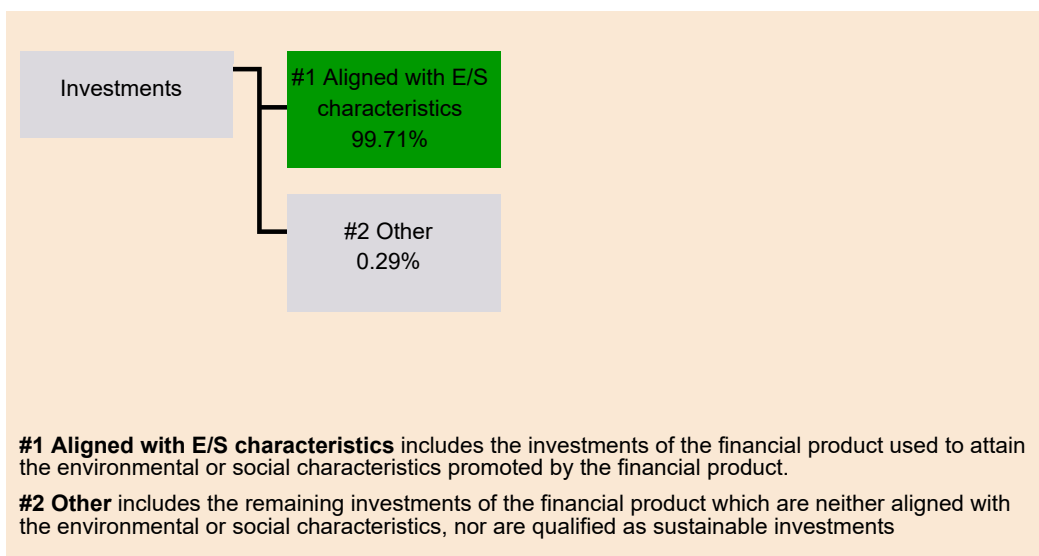 Investments
#1 Aligned with E/S
characteristics
99.71%
#2 Other
0.29%
#1 Aligned with E/S characteristics includes the investments of the financial product used to attain
the environmental or social characteristics promoted by the financial product.
#2 Other includes the remaining investments of the financial product which are neither aligned with
the environmental or social characteristics, nor are qualified as sustainable investments